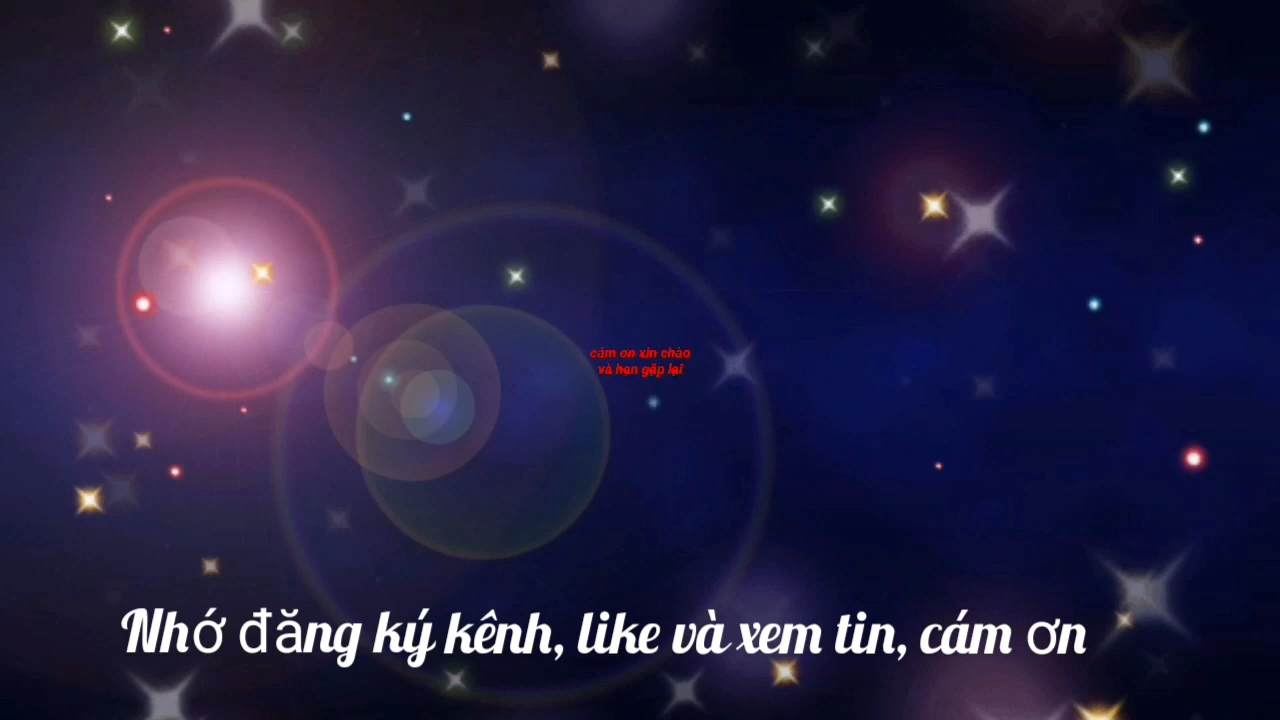 cám ơn xin chào
và hẹn gặp lại
Nhớ đăng ký kênh, like và xem tin, cám ơn